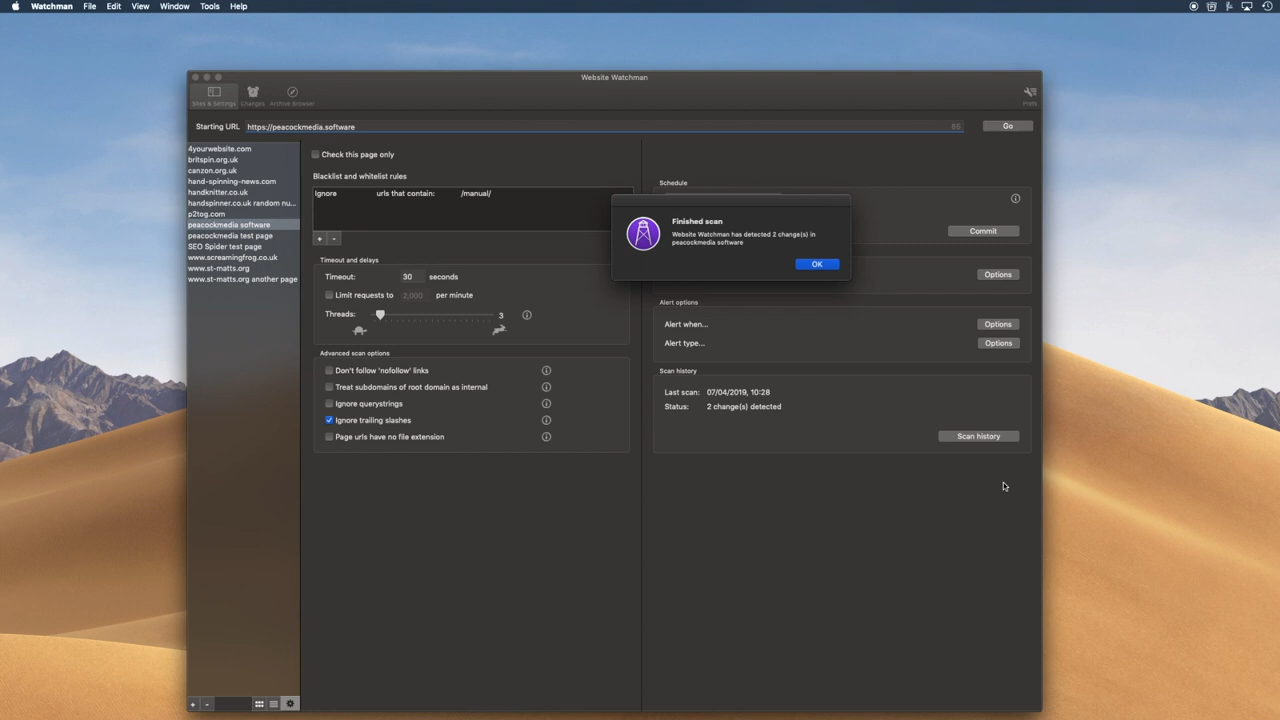 Watchman File Edit View Window Tools Help
Website Watchman
Sites & Settings Changes Archive Browser Prefs
Starting URL https://peacockmedia.software 86 Go
4yourwebsite.com
britspin.org.uk
canzon.org.uk
hand-spinning-news.com
handknitter.co.uk
handspinner.co.uk random nu...
p2tog.com
peacockmedia software
peacockmedia test page
SEO Spider test page
www.screamingfrog.co.uk
www.st-matts.org
www.st-matts.org another page
Check this page only
Blacklist and whitelist rules
Ignore urls that contain: /manual/
+ -
Timeout and delays
Timeout: 30 seconds
Limit requests to 2,000 per minute
Threads: 3
Advanced scan options
Don't follow 'nofollow' links
Treat subdomains of root domain as internal
Ignore querystrings
Ignore trailing slashes
Page urls have no file extension
Schedule
Commit
Finished scan
Website Watchman has detected 2 change(s) in
peacockmedia software
OK
Options
Alert options
Alert when... Options
Alert type... Options
Scan history
Last scan: 07/04/2019, 10:28
Status: 2 change(s) detected
Scan history
+ -